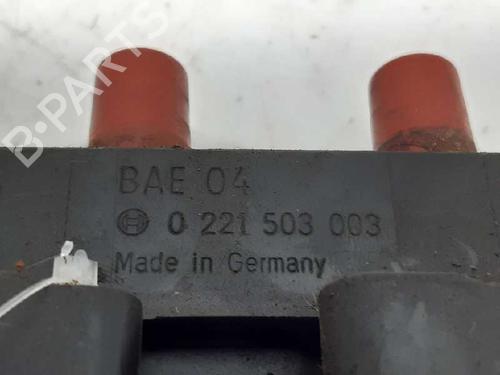 BAE 04
0 221 503 003
Made in Germany
B-PARTS